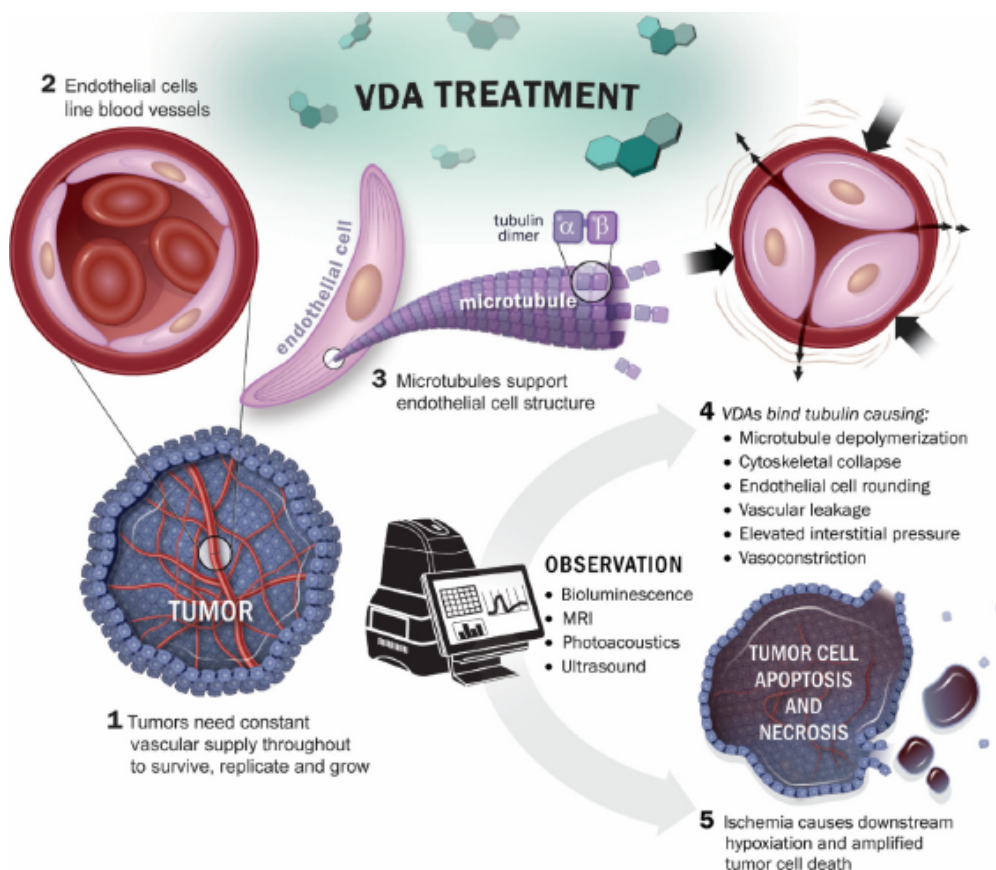 VDA TREATMENT
2 Endothelial cells
line blood vessels
endothelial cell
tubulin
dimer
α β
microtubule
3 Microtubules support
endothelial cell structure
TUMOR
1 Tumors need constant
vascular supply throughout
to survive, replicate and grow
OBSERVATION
• Bioluminescence
• MRI
• Photoacoustics
• Ultrasound
4 VDAs bind tubulin causing:
• Microtubule depolymerization
• Cytoskeletal collapse
• Endothelial cell rounding
• Vascular leakage
• Elevated interstitial pressure
• Vasoconstriction
TUMOR CELL
APOPTOSIS
AND
NECROSIS
5 Ischemia causes downstream
hypoxiation and amplified
tumor cell death